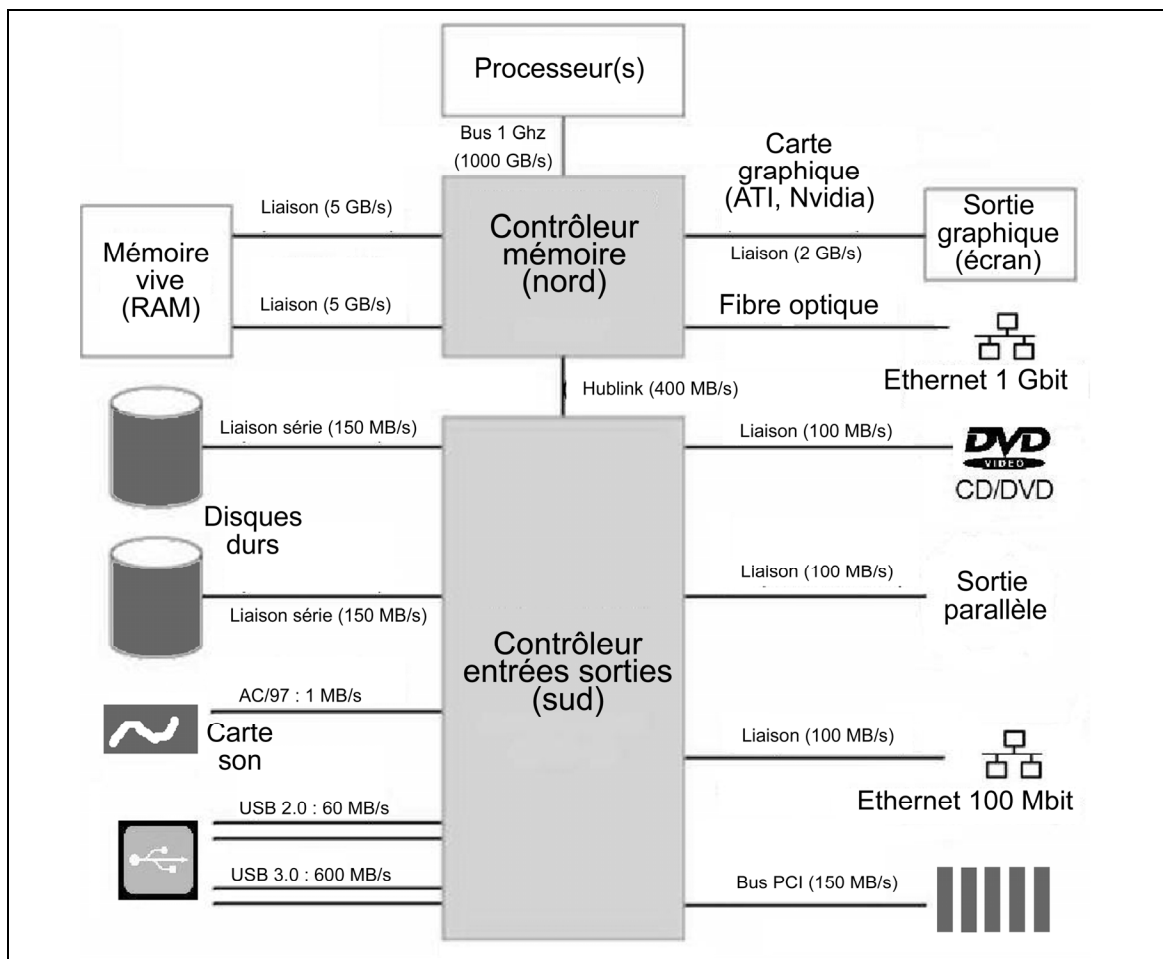 Processeur(s)
Bus 1 Ghz
(1000 GB/s)
Carte
graphique
(ATI, Nvidia)
Liaison (5 GB/s)
Contrôleur
mémoire
(nord)
Sortie
graphique
(écran)
Mémoire
vive
(RAM)
Liaison (2 GB/s)
Liaison (5 GB/s)
Fibre optique
Ethernet 1 Gbit
Hublink (400 MB/s)
Liaison série (150 MB/s)
Liaison (100 MB/s)
DVD
VIDEO
CD/DVD
Disques
durs
Liaison (100 MB/s)
Sortie
parallèle
Liaison série (150 MB/s)
Contrôleur
entrées sorties
(sud)
AC/97 : 1 MB/s
Carte
son
Liaison (100 MB/s)
Ethernet 100 Mbit
USB 2.0 : 60 MB/s
USB 3.0 : 600 MB/s
Bus PCI (150 MB/s)